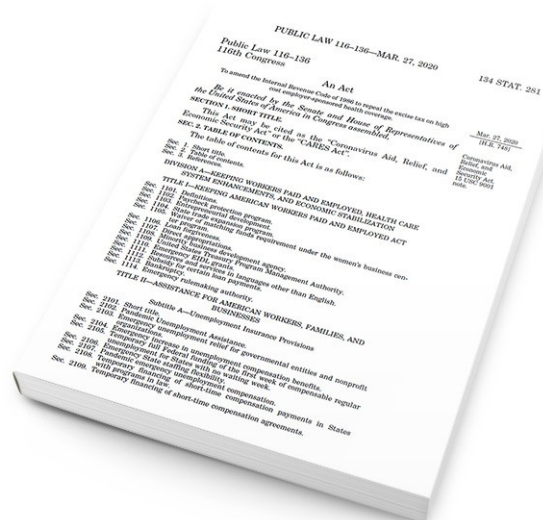 PUBLIC LAW 116–136—MAR. 27, 2020
134 STAT. 281
Public Law 116–136
116th Congress
An Act
To amend the Internal Revenue Code of 1986 to repeal the excise tax on high
cost employer-sponsored health coverage.
Mar. 27, 2020
[H.R. 748]
Be it enacted by the Senate and House of Representatives of
the United States of America in Congress assembled,
SECTION 1. SHORT TITLE.
This Act may be cited as the “Coronavirus Aid, Relief, and
Economic Security Act” or the “CARES Act”.
Coronavirus Aid,
Relief, and
Economic
Security Act.
15 USC 9001
note.
SEC. 2. TABLE OF CONTENTS.
The table of contents for this Act is as follows:
Sec. 1. Short title.
Sec. 2. Table of contents.
Sec. 3. References.
DIVISION A—KEEPING WORKERS PAID AND EMPLOYED, HEALTH CARE
SYSTEM ENHANCEMENTS, AND ECONOMIC STABILIZATION
TITLE I—KEEPING AMERICAN WORKERS PAID AND EMPLOYED ACT
Sec. 1101. Definitions.
Sec. 1102. Paycheck protection program.
Sec. 1103. Entrepreneurial development.
Sec. 1104. State trade expansion program.
Sec. 1105. Waiver of matching funds requirement under the women’s business cen-
ter program.
Sec. 1106. Loan forgiveness.
Sec. 1107. Direct appropriations.
Sec. 1108. Minority business development agency.
Sec. 1109. United States Treasury Program Management Authority.
Sec. 1110. Emergency EIDL grants.
Sec. 1111. Resources and services in languages other than English.
Sec. 1112. Subsidy for certain loan payments.
Sec. 1113. Bankruptcy.
Sec. 1114. Emergency rulemaking authority.
TITLE II—ASSISTANCE FOR AMERICAN WORKERS, FAMILIES, AND
BUSINESSES
Subtitle A—Unemployment Insurance Provisions
Sec. 2101. Short title.
Sec. 2102. Pandemic Unemployment Assistance.
Sec. 2103. Emergency unemployment relief for governmental entities and nonprofit
organizations.
Sec. 2104. Emergency increase in unemployment compensation benefits.
Sec. 2105. Temporary full Federal funding of the first week of compensable regular
unemployment for States with no waiting week.
Sec. 2106. Emergency State staffing flexibility.
Sec. 2107. Pandemic emergency unemployment compensation.
Sec. 2108. Temporary financing of short-time compensation payments in States
with programs in law.
Sec. 2109. Temporary financing of short-time compensation agreements.